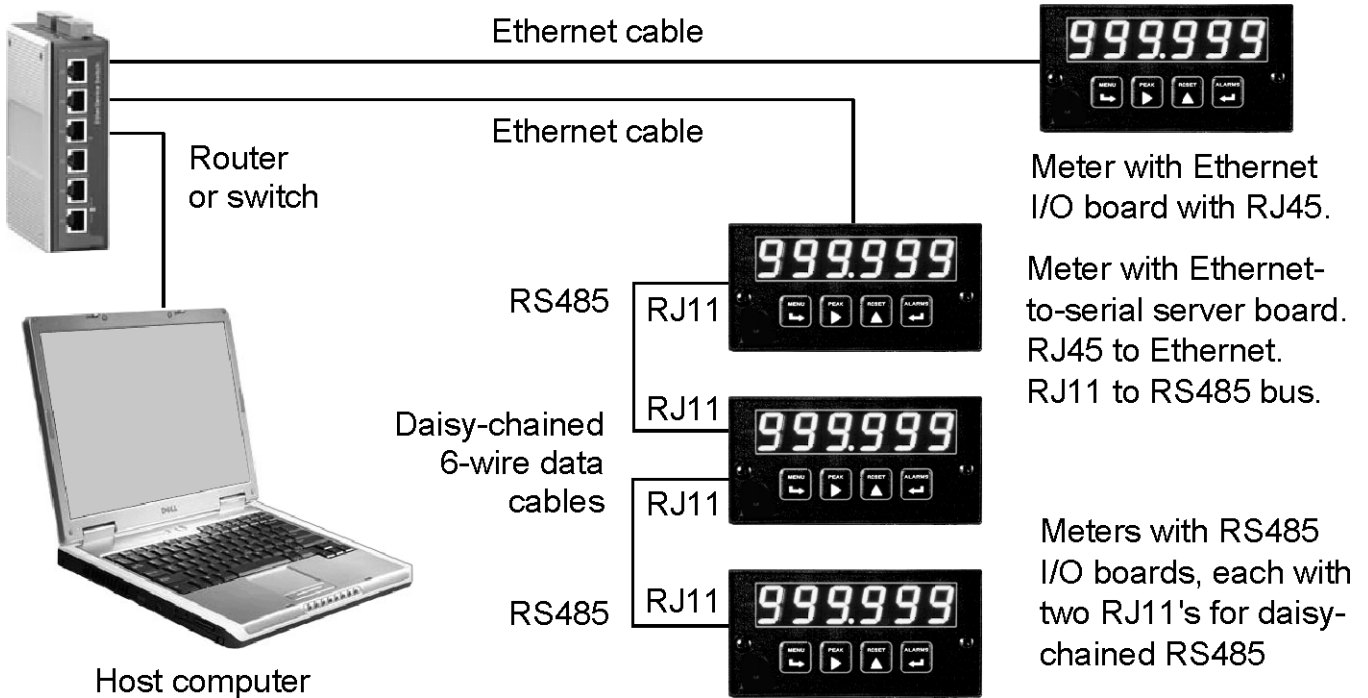 Ethernet cable
999.999
MENU PEAK RESET ALARMS
Ethernet cable
Router
or switch
Meter with Ethernet
I/O board with RJ45.
999.999
MENU PEAK RESET ALARMS
RS485
RJ11
Meter with Ethernet-
to-serial server board.
RJ45 to Ethernet.
RJ11 to RS485 bus.
RJ11
999.999
MENU PEAK RESET ALARMS
Daisy-chained
6-wire data
cables
RJ11
DELL
Meters with RS485
I/O boards, each with
two RJ11's for daisy-
chained RS485
RS485
RJ11
999.999
MENU PEAK RESET ALARMS
Host computer